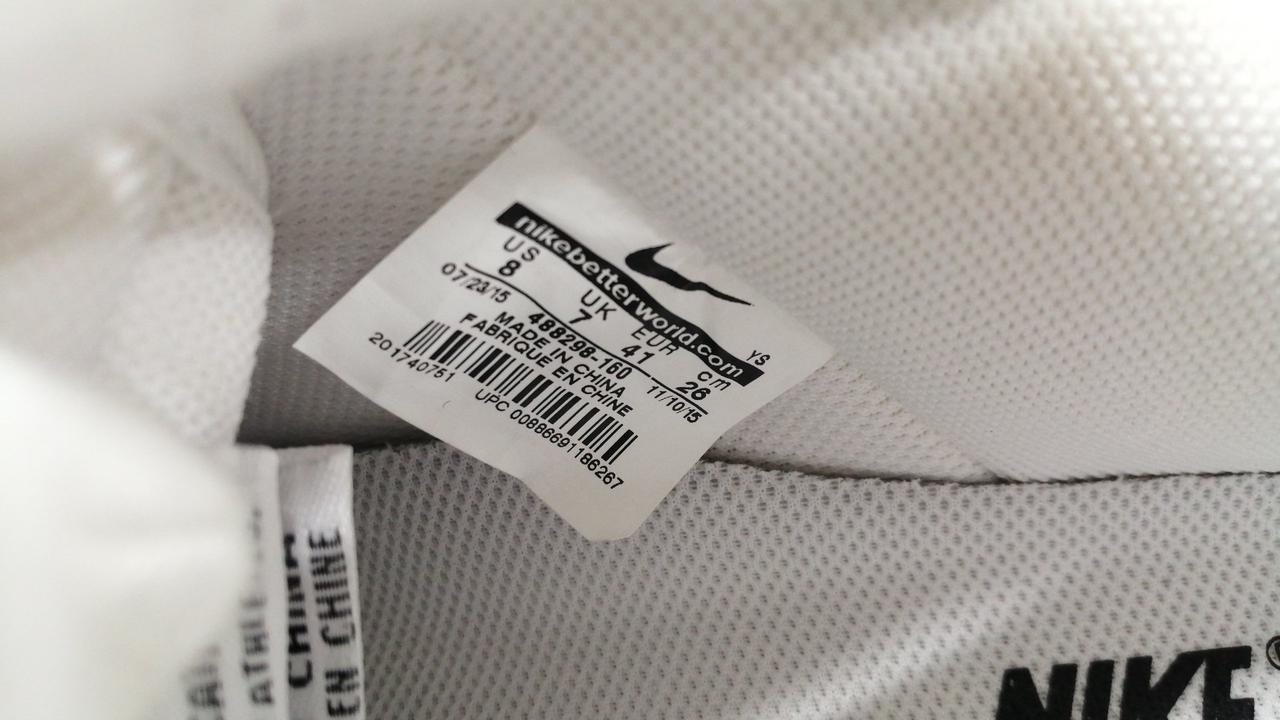 nikebetterworld.com
YS
US UK EUR cm
8 7 41 26
07/23/15 488298-160 11/10/15
MADE IN CHINA
FABRIQUE EN CHINE
201740751 UPC 00886691186267
CHINA
EN CHINE
NIKE